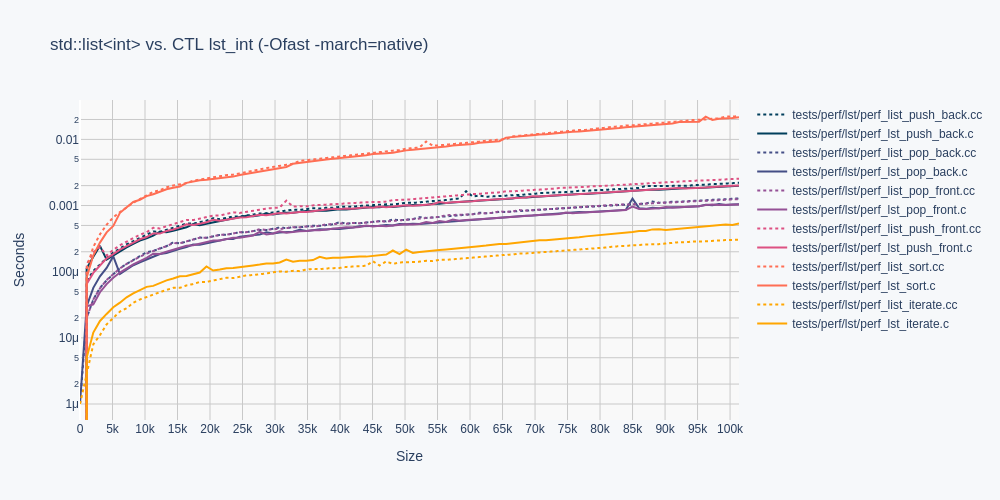 std::list<int> vs. CTL lst_int (-Ofast -march=native)
2
0.01
5
2
0.001
5
2
100μ
5
2
10μ
5
2
1μ
Seconds
0 5k 10k 15k 20k 25k 30k 35k 40k 45k 50k 55k 60k 65k 70k 75k 80k 85k 90k 95k 100k
Size
tests/perf/lst/perf_list_push_back.cc
tests/perf/lst/perf_lst_push_back.c
tests/perf/lst/perf_list_pop_back.cc
tests/perf/lst/perf_lst_pop_back.c
tests/perf/lst/perf_list_pop_front.cc
tests/perf/lst/perf_lst_pop_front.c
tests/perf/lst/perf_list_push_front.cc
tests/perf/lst/perf_lst_push_front.c
tests/perf/lst/perf_list_sort.cc
tests/perf/lst/perf_lst_sort.c
tests/perf/lst/perf_list_iterate.cc
tests/perf/lst/perf_lst_iterate.c